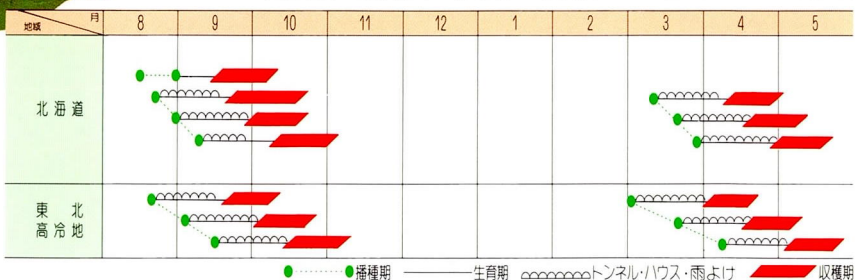 月
地域 8 9 10 11 12 1 2 3 4 5
北海道
東北
高冷地
播種期 生育期 トンネル・ハウス・雨よけ 収穫期